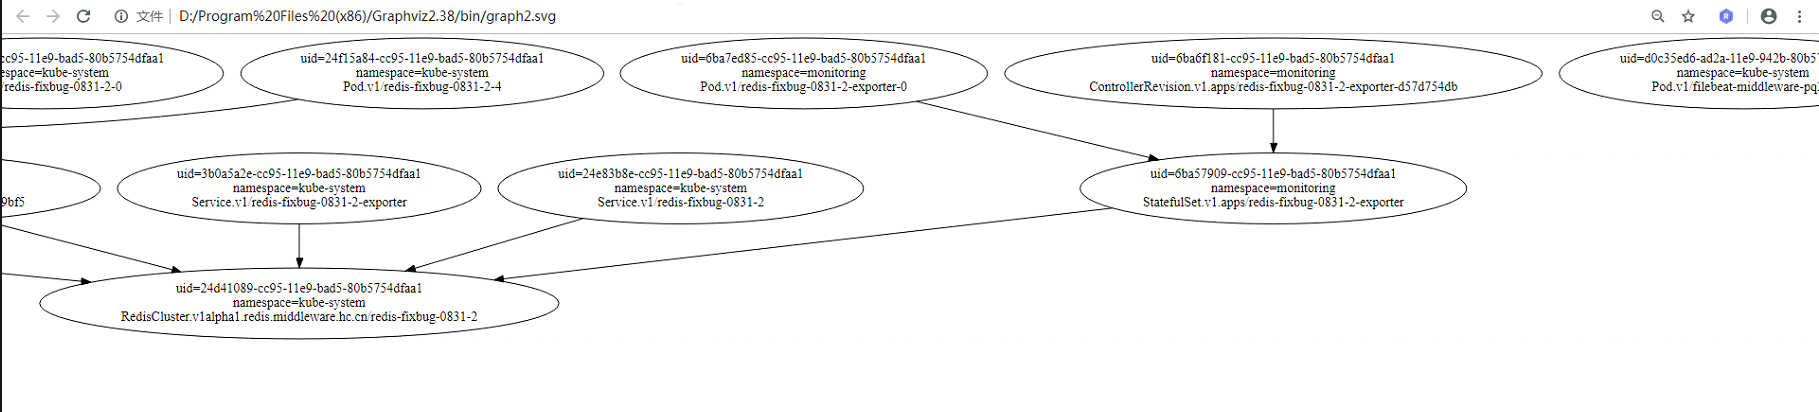 文件 D:/Program%20Files%20(x86)/Graphviz2.38/bin/graph2.svg
cc95-11e9-bad5-80b5754dfaa1
espace=kube-system
/redis-fixbug-0831-2-0
uid=24f15a84-cc95-11e9-bad5-80b5754dfaa1
namespace=kube-system
Pod.v1/redis-fixbug-0831-2-4
uid=6ba7ed85-cc95-11e9-bad5-80b5754dfaa1
namespace=monitoring
Pod.v1/redis-fixbug-0831-2-exporter-0
uid=6ba6f181-cc95-11e9-bad5-80b5754dfaa1
namespace=monitoring
ControllerRevision.v1.apps/redis-fixbug-0831-2-exporter-d57d754db
uid=d0c35ed6-ad2a-11e9-942b-80b5
namespace=kube-system
Pod.v1/filebeat-middleware-pq
9bf5
uid=3b0a5a2e-cc95-11e9-bad5-80b5754dfaa1
namespace=kube-system
Service.v1/redis-fixbug-0831-2-exporter
uid=24e83b8e-cc95-11e9-bad5-80b5754dfaa1
namespace=kube-system
Service.v1/redis-fixbug-0831-2
uid=6ba57909-cc95-11e9-bad5-80b5754dfaa1
namespace=monitoring
StatefulSet.v1.apps/redis-fixbug-0831-2-exporter
uid=24d41089-cc95-11e9-bad5-80b5754dfaa1
namespace=kube-system
RedisCluster.v1alpha1.redis.middleware.hc.cn/redis-fixbug-0831-2